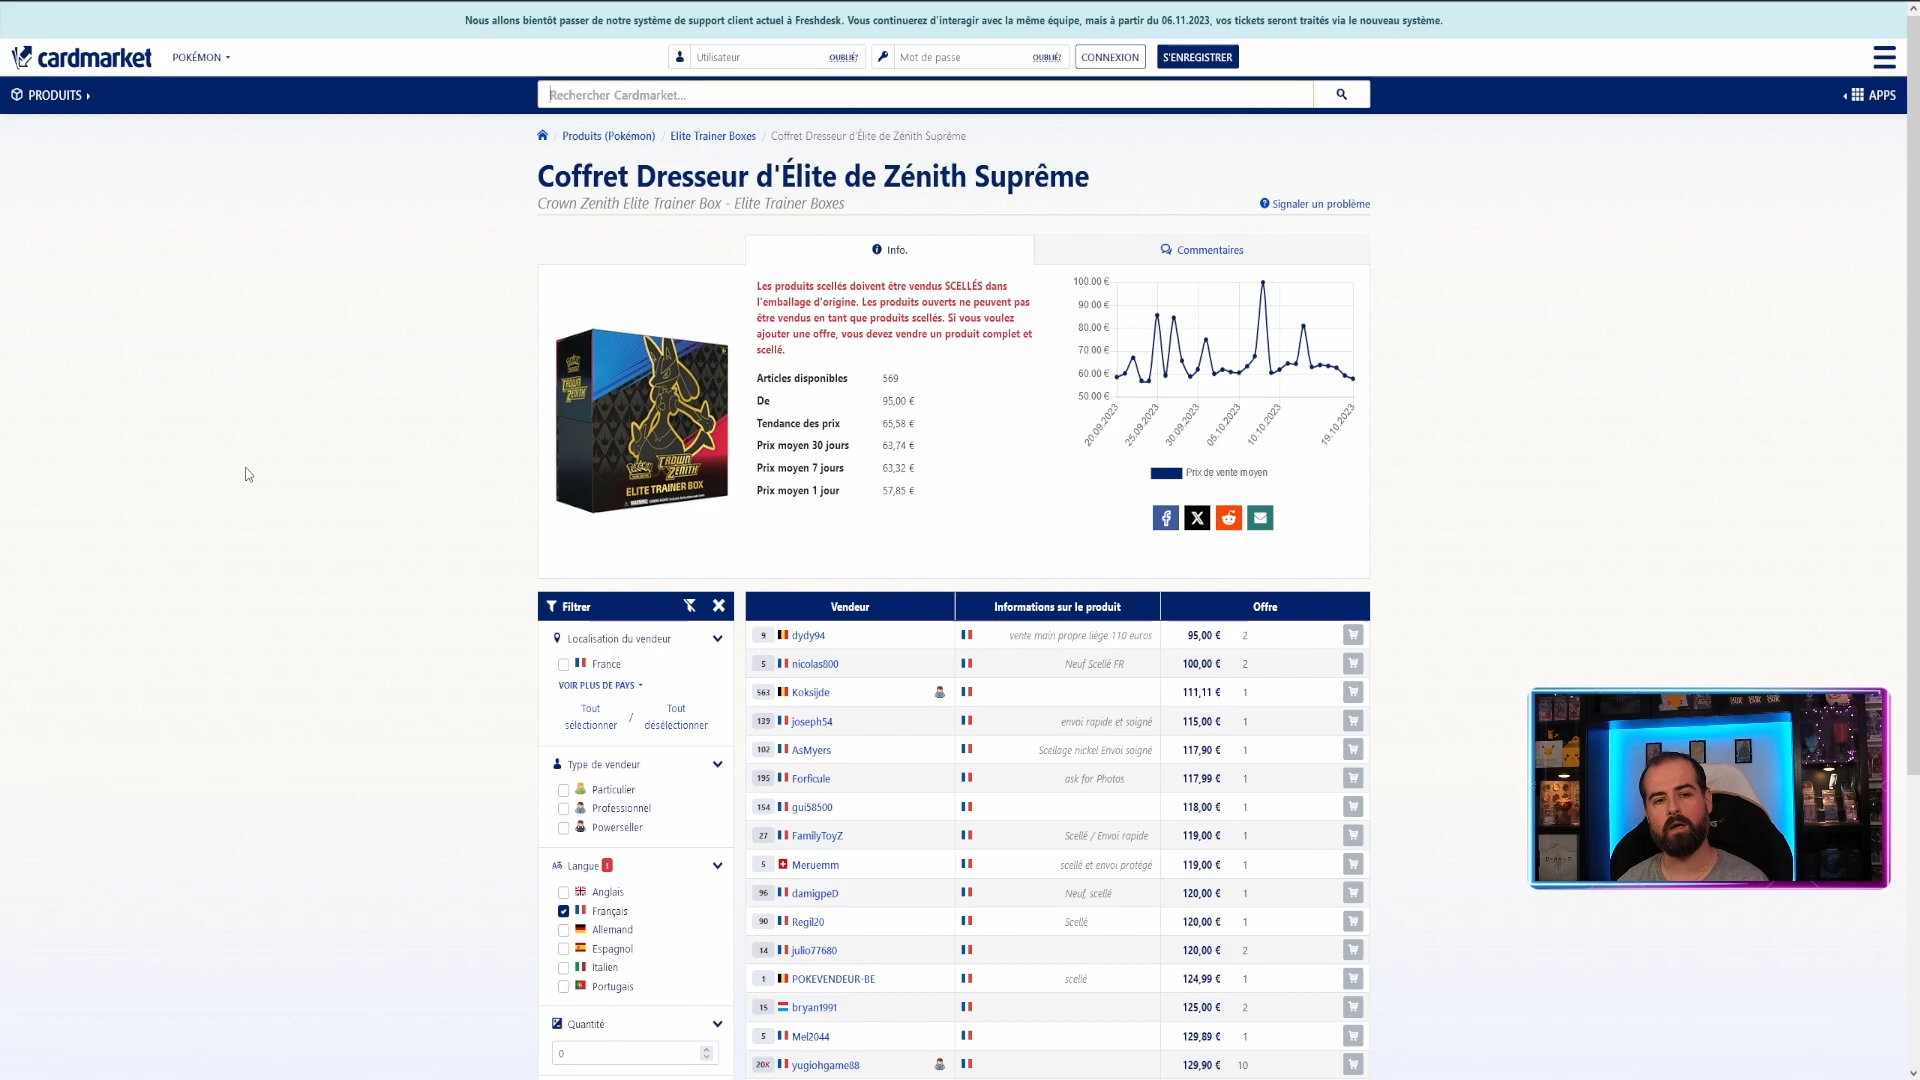 Nous allons bientôt passer de notre système de support client actuel à Freshdesk. Vous continuerez d'interagir avec la même équipe, mais à partir du 06.11.2023, vos tickets seront traités via le nouveau système.
cardmarket
POKÉMON
Utilisateur
OUBLIÉ?
Mot de passe
OUBLIÉ?
CONNEXION
S'ENREGISTRER
PRODUITS
Rechercher Cardmarket...
APPS
Produits (Pokémon) / Elite Trainer Boxes / Coffret Dresseur d'Élite de Zénith Suprême
Coffret Dresseur d'Élite de Zénith Suprême
Crown Zenith Elite Trainer Box - Elite Trainer Boxes
Signaler un problème
Info.
Commentaires
CROWN ZENITH
Pokémon
CROWN ZENITH
ELITE TRAINER BOX
Les produits scellés doivent être vendus SCELLÉS dans
l'emballage d'origine. Les produits ouverts ne peuvent pas
être vendus en tant que produits scellés. Si vous voulez
ajouter une offre, vous devez vendre un produit complet et
scellé.
Articles disponibles 569
De 95,00 €
Tendance des prix 65,58 €
Prix moyen 30 jours 63,74 €
Prix moyen 7 jours 63,32 €
Prix moyen 1 jour 57,85 €
100.00 €
90.00 €
80.00 €
70.00 €
60.00 €
50.00 €
20.09.2023
25.09.2023
30.09.2023
05.10.2023
10.10.2023
19.10.2023
Prix de vente moyen
Filtrer
Localisation du vendeur
France
VOIR PLUS DE PAYS
Tout sélectionner / Tout désélectionner
Type de vendeur
Particulier
Professionnel
Powerseller
Langue
Anglais
Français
Allemand
Espagnol
Italien
Portugais
Quantité
0
Vendeur Informations sur le produit Offre
9 dydy94 vente main propre liège 110 euros 95,00 € 2
5 nicolas800 Neuf Scellé FR 100,00 € 2
563 Koksijde 111,11 € 1
139 joseph54 envoi rapide et soigné 115,00 € 1
102 AsMyers Scellage nickel Envoi soigné 117,90 € 1
195 Forficule ask for Photos 117,99 € 1
154 gui58500 118,00 € 1
27 FamilyToyZ Scellé / Envoi rapide 119,00 € 1
5 Meruemm scellé et envoi protégé 119,00 € 1
96 damigpeD Neuf, scellé 120,00 € 1
90 Regil20 Scellé 120,00 € 1
14 julio77680 120,00 € 2
1 POKEVENDEUR-BE scellé 124,99 € 1
15 bryan1991 125,00 € 2
5 Mel2044 129,89 € 1
20K yugiohgame88 129,90 € 10